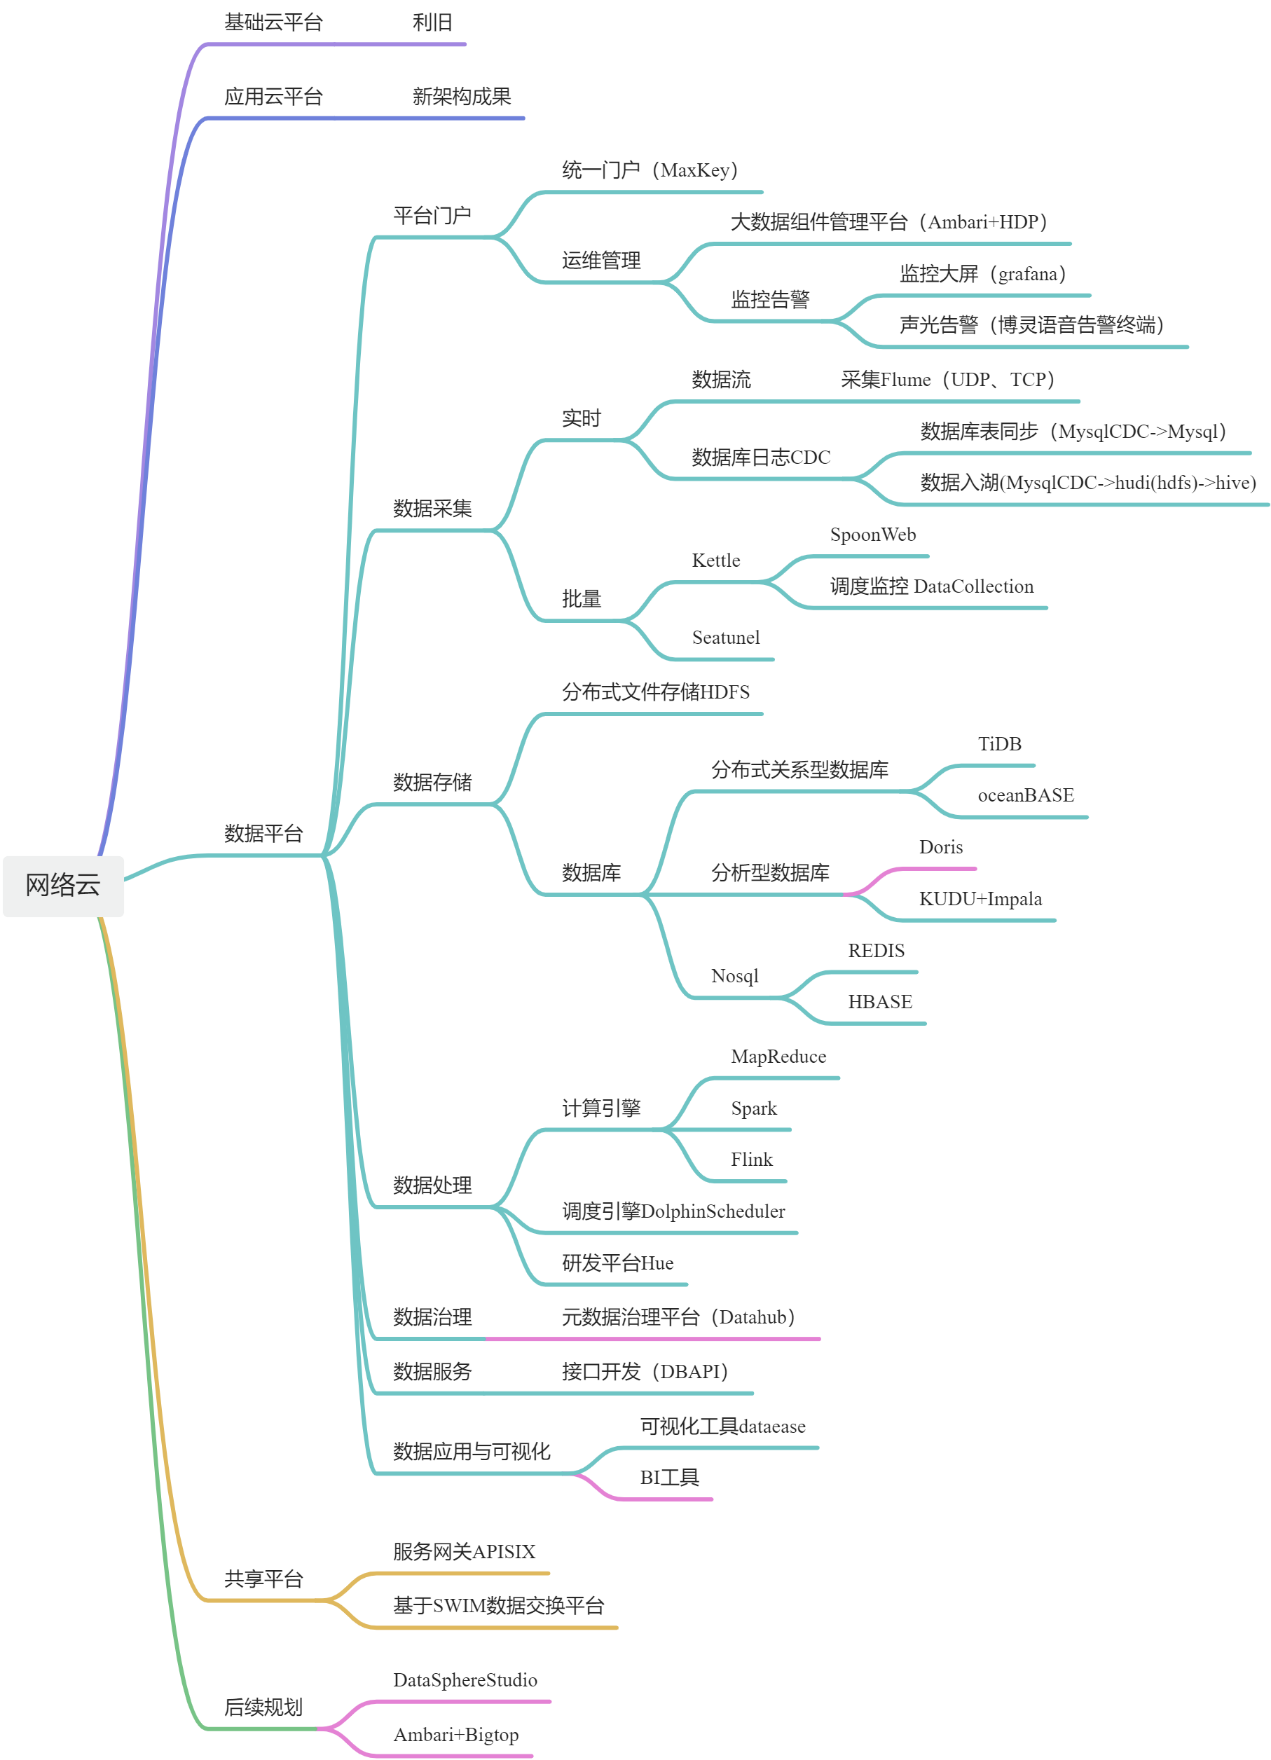 基础云平台
利旧
应用云平台
新架构成果
统一门户（MaxKey）
平台门户
大数据组件管理平台（Ambari+HDP）
运维管理
监控大屏（grafana）
监控告警
声光告警（博灵语音告警终端）
数据流
采集Flume（UDP、TCP）
实时
数据库表同步（MysqlCDC->Mysql）
数据库日志CDC
数据入湖(MysqlCDC->hudi(hdfs)->hive)
数据采集
SpoonWeb
Kettle
调度监控 DataCollection
批量
Seatunel
分布式文件存储HDFS
TiDB
分布式关系型数据库
oceanBASE
数据存储
数据平台
Doris
数据库
分析型数据库
网络云
KUDU+Impala
REDIS
Nosql
HBASE
MapReduce
计算引擎
Spark
Flink
数据处理
调度引擎DolphinScheduler
研发平台Hue
数据治理
元数据治理平台（Datahub）
数据服务
接口开发（DBAPI）
可视化工具dataease
数据应用与可视化
BI工具
服务网关APISIX
共享平台
基于SWIM数据交换平台
DataSphereStudio
后续规划
Ambari+Bigtop